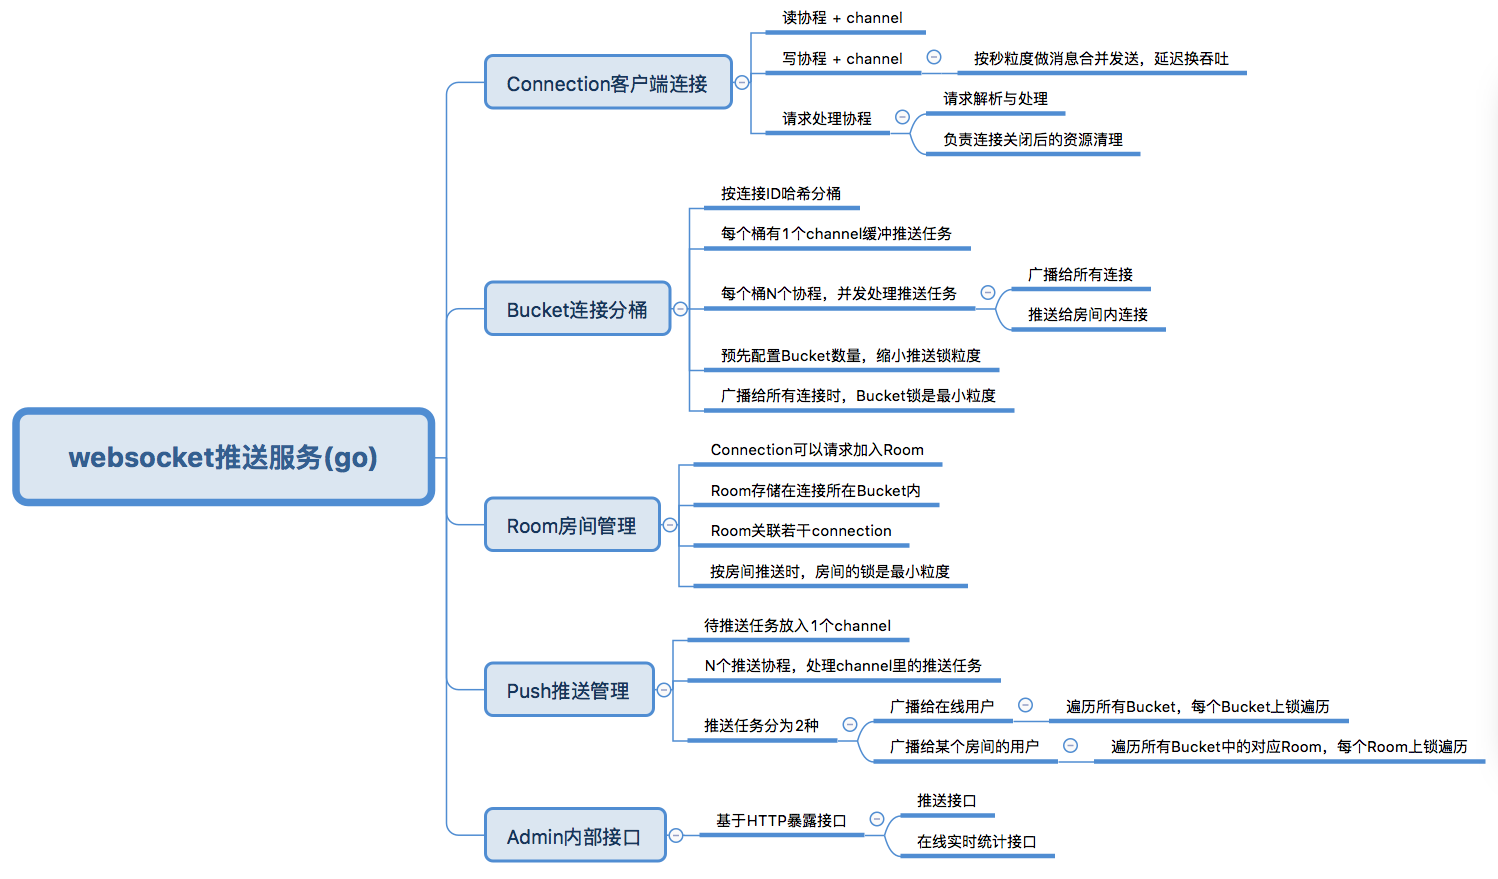 websocket推送服务(go)
Connection客户端连接
读协程 + channel
写协程 + channel
按秒粒度做消息合并发送，延迟换吞吐
请求处理协程
请求解析与处理
负责连接关闭后的资源清理
Bucket连接分桶
按连接ID哈希分桶
每个桶有1个channel缓冲推送任务
每个桶N个协程，并发处理推送任务
广播给所有连接
推送给房间内连接
预先配置Bucket数量，缩小推送锁粒度
广播给所有连接时，Bucket锁是最小粒度
Room房间管理
Connection可以请求加入Room
Room存储在连接所在Bucket内
Room关联若干connection
按房间推送时，房间的锁是最小粒度
Push推送管理
待推送任务放入1个channel
N个推送协程，处理channel里的推送任务
推送任务分为2种
广播给在线用户
遍历所有Bucket，每个Bucket上锁遍历
广播给某个房间的用户
遍历所有Bucket中的对应Room，每个Room上锁遍历
Admin内部接口
基于HTTP暴露接口
推送接口
在线实时统计接口